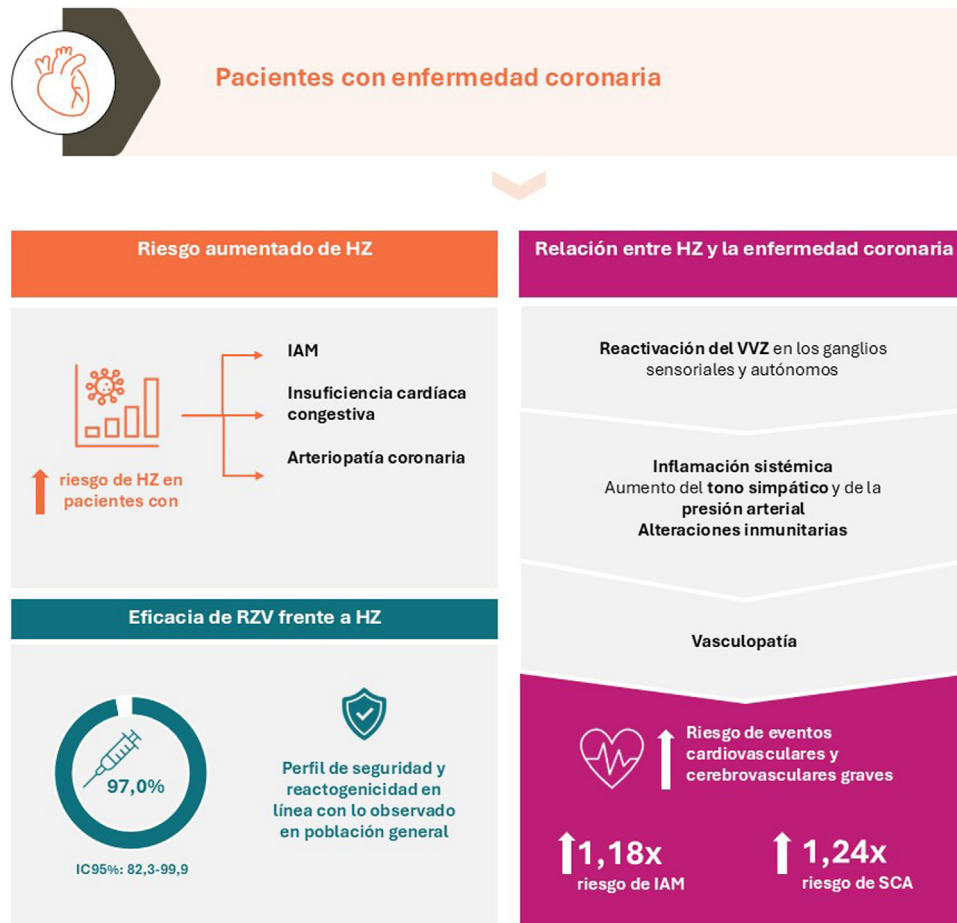 Pacientes con enfermedad coronaria
Riesgo aumentado de HZ
IAM
Insuficiencia cardíaca
congestiva
Arteriopatía coronaria
riesgo de HZ en
pacientes con
Eficacia de RZV frente a HZ
97,0%
IC95%: 82,3-99,9
Perfil de seguridad y
reactogenicidad en
línea con lo observado
en población general
Relación entre HZ y la enfermedad coronaria
Reactivación del VVZ en los ganglios
sensoriales y autónomos
Inflamación sistémica
Aumento del tono simpático y de la
presión arterial
Alteraciones inmunitarias
Vasculopatía
Riesgo de eventos
cardiovasculares y
cerebrovasculares graves
1,18x
riesgo de IAM
1,24x
riesgo de SCA